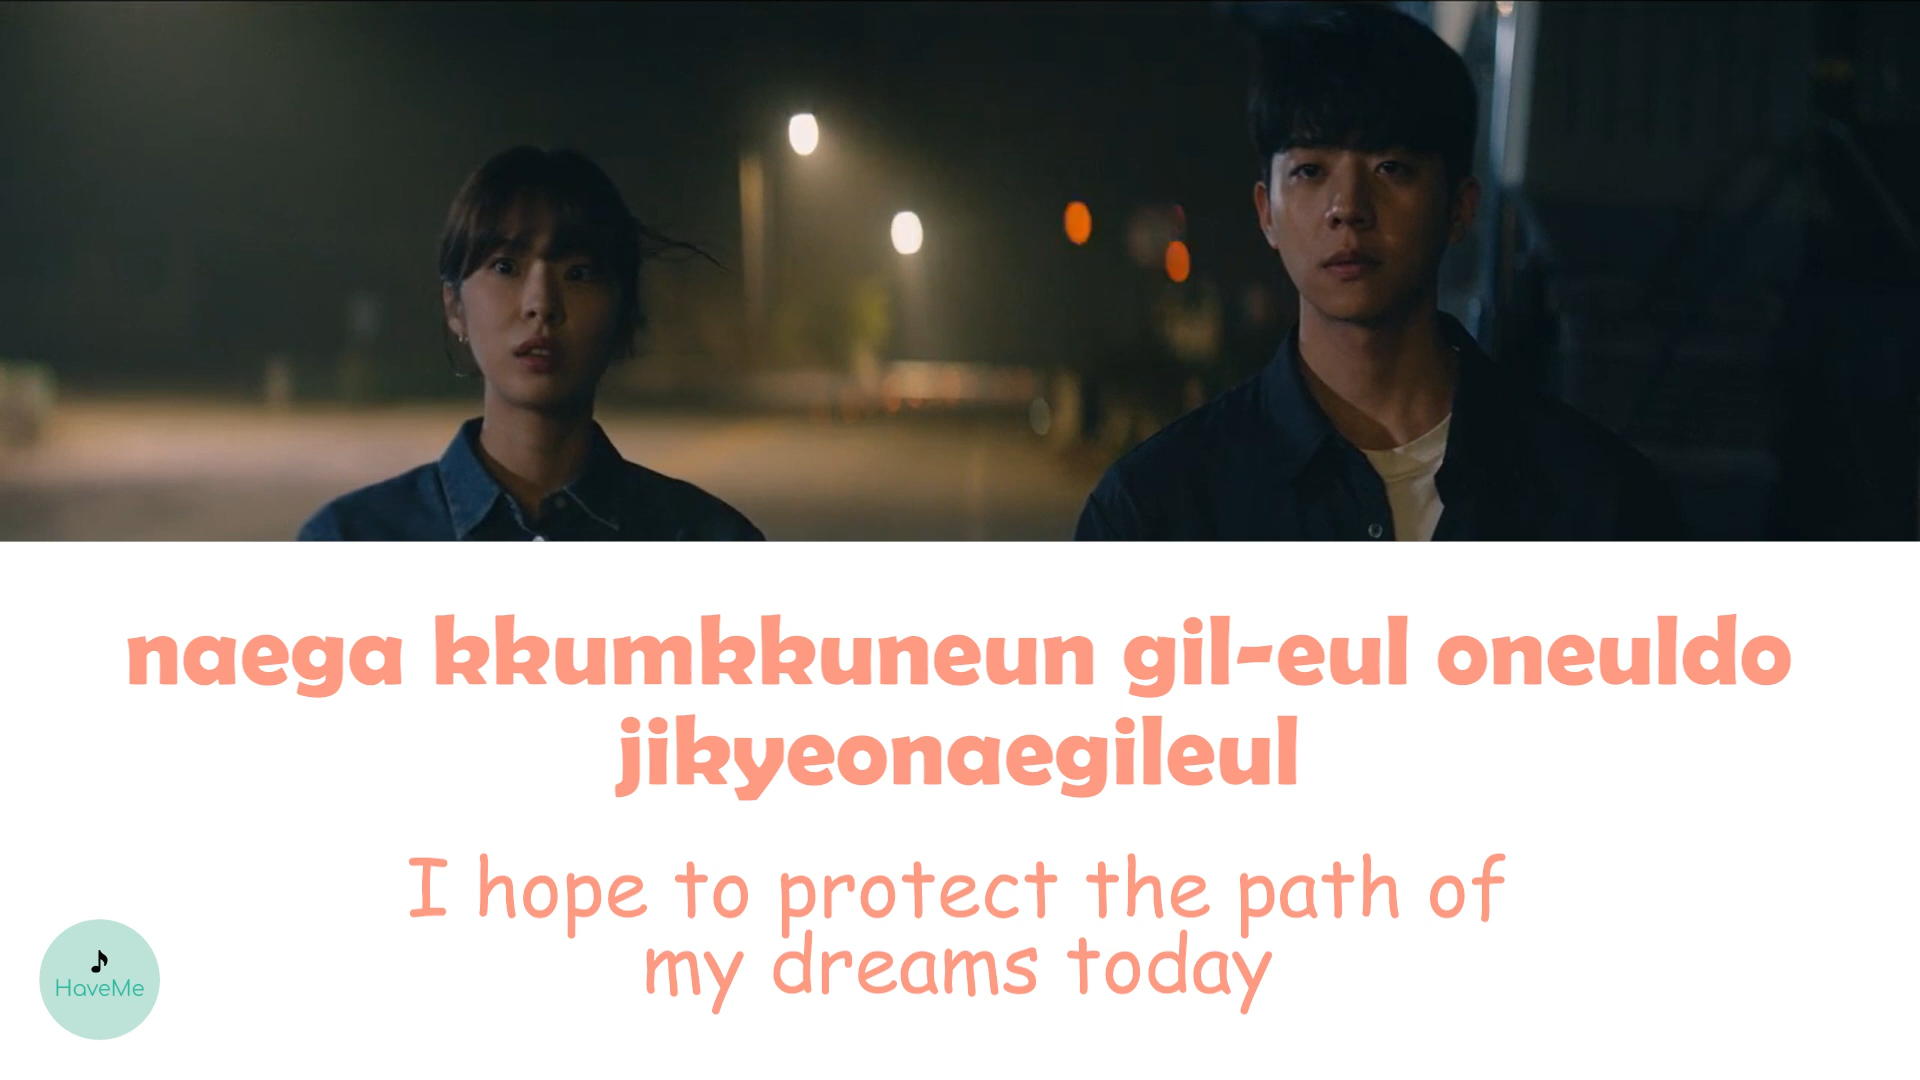 naega kkumkkuneun gil-eul oneuldo
jikyeonaegileul
I hope to protect the path of
my dreams today
HaveMe